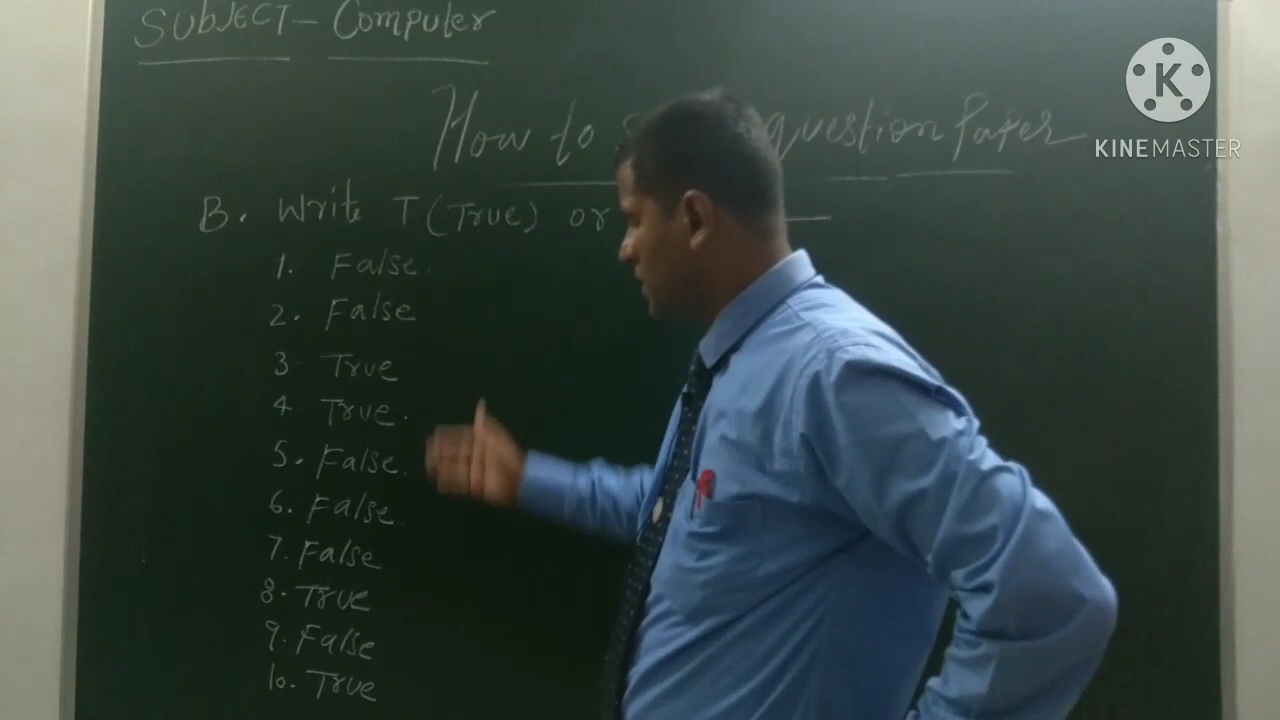 SUBJECT - Computer
How to question Paper
B. Write T (True) or
1. False.
2. False
3. True
4. True.
5. False.
6. False.
7. False
8. True
9. False
10. True
K
KINEMASTER